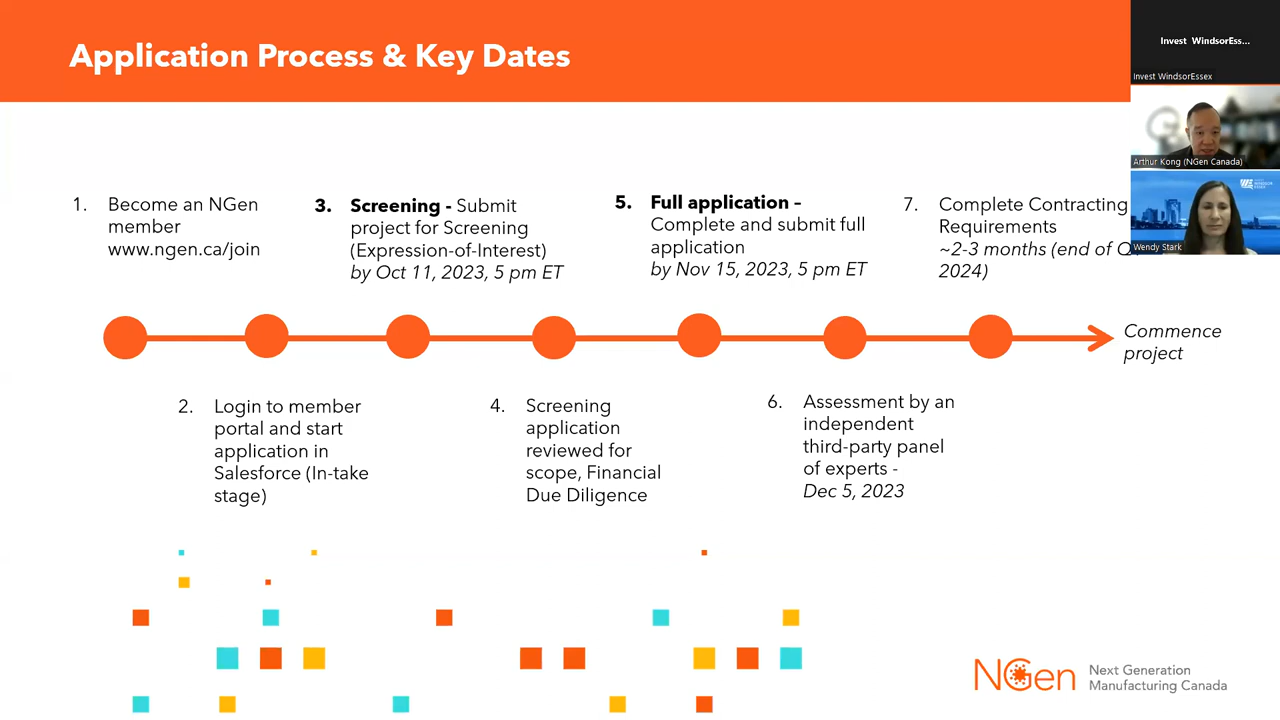 Application Process & Key Dates
Invest WindsorEss...
Invest WindsorEssex
Arthur Kong (NGen Canada)
Wendy Stark
1. Become an NGen
member
www.ngen.ca/join
3. Screening - Submit
project for Screening
(Expression-of-Interest)
by Oct 11, 2023, 5 pm ET
5. Full application –
Complete and submit full
application
by Nov 15, 2023, 5 pm ET
7. Complete Contracting
Requirements
~2-3 months (end of
2024)
Commence
project
2. Login to member
portal and start
application in
Salesforce (In-take
stage)
4. Screening
application
reviewed for
scope, Financial
Due Diligence
6. Assessment by an
independent
third-party panel
of experts -
Dec 5, 2023
NGen
Next Generation
Manufacturing Canada